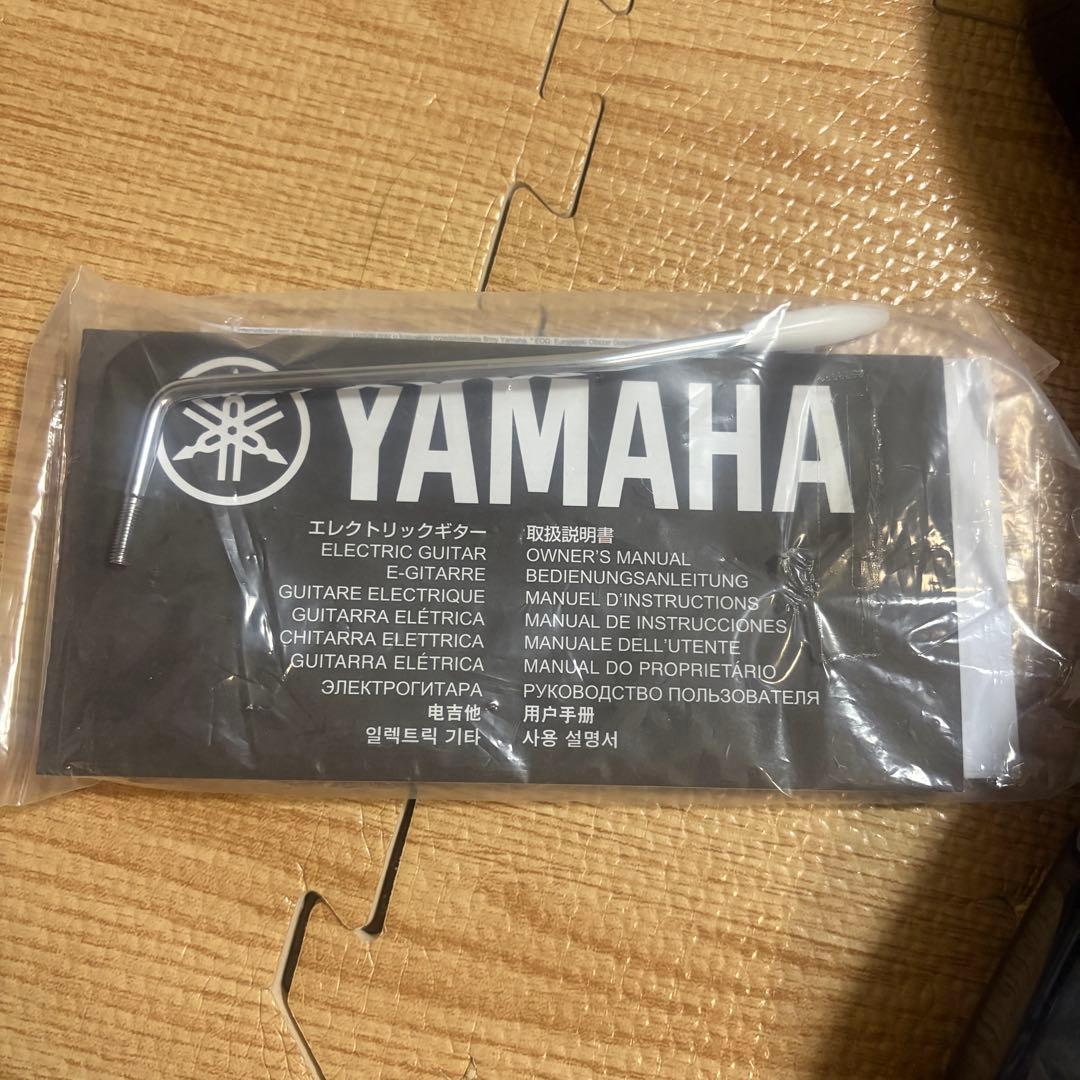 YAMAHA
エレクトリックギター 取扱説明書
ELECTRIC GUITAR OWNER'S MANUAL
E-GITARRE BEDIENUNGSANLEITUNG
GUITARE ELECTRIQUE MANUEL D'INSTRUCTIONS
GUITARRA ELÉTRICA MANUAL DE INSTRUCCIONES
CHITARRA ELETTRICA MANUALE DELL'UTENTE
GUITARRA ELÉTRICA MANUAL DO PROPRIETÁRIO
ЭЛЕКТРОГИТАРА РУКОВОДСТВО ПОЛЬЗОВАТЕЛЯ
电吉他 用户手册
일렉트릭 기타 사용 설명서